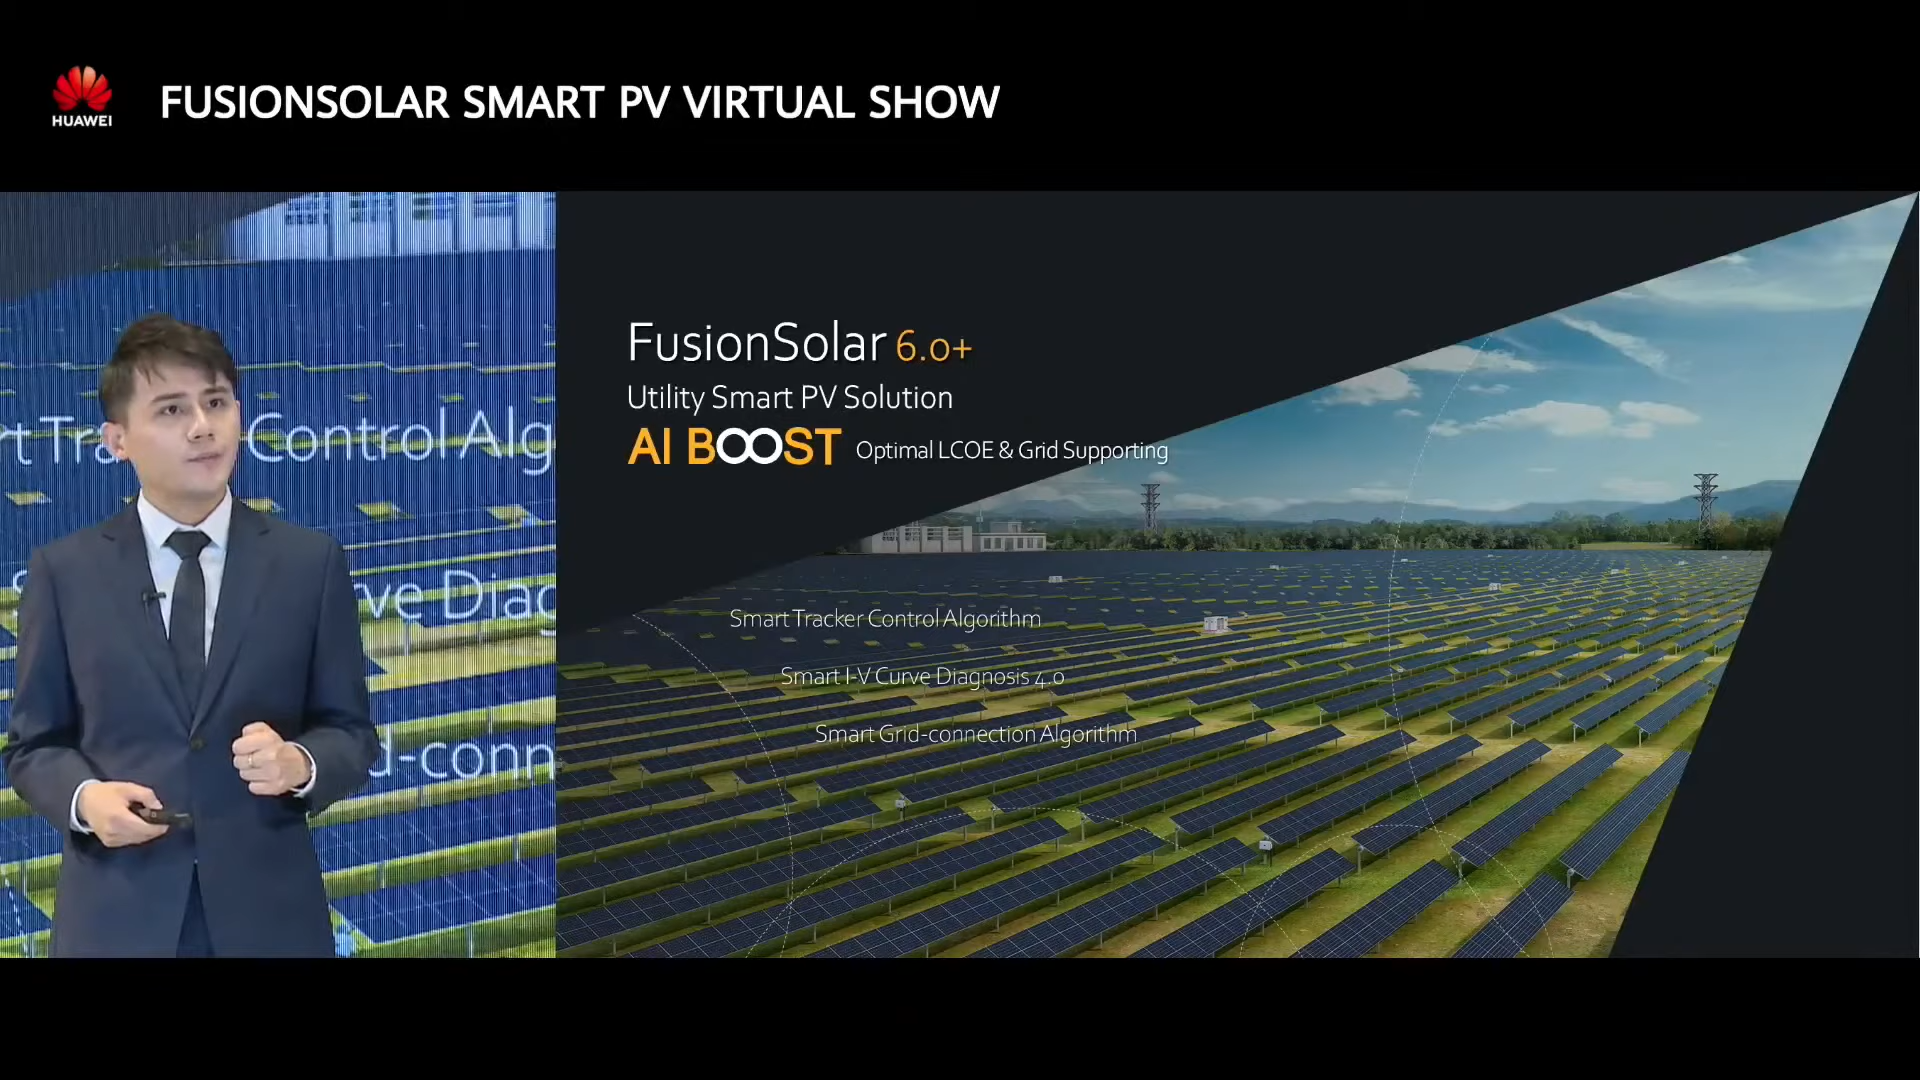 HUAWEI
FUSIONSOLAR SMART PV VIRTUAL SHOW
FusionSolar 6.0+
Utility Smart PV Solution
AI BOOST Optimal LCOE & Grid Supporting
Smart Tracker Control Algorithm
Smart I-V Curve Diagnosis 4.0
Smart Grid-connection Algorithm
Control Alg
ve Diag
d-conn